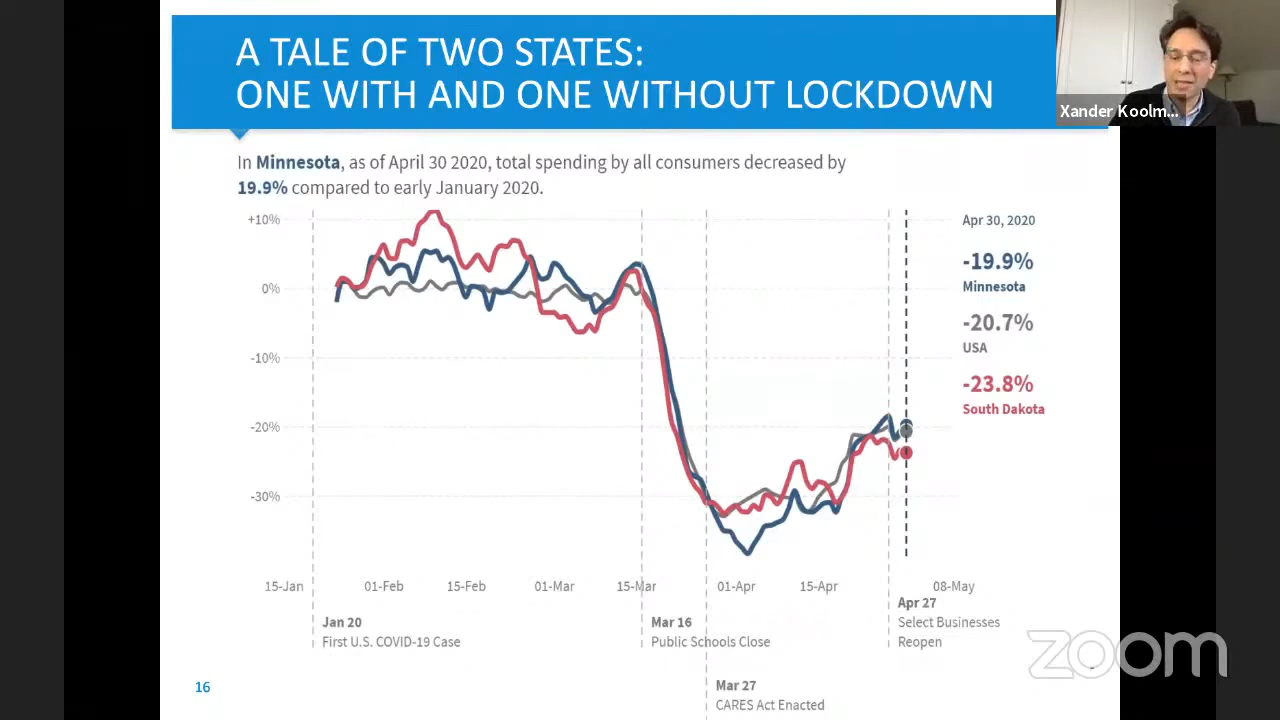 A TALE OF TWO STATES:
ONE WITH AND ONE WITHOUT LOCKDOWN
Xander Koolm...
In Minnesota, as of April 30 2020, total spending by all consumers decreased by
19.9% compared to early January 2020.
+10%
0%
-10%
-20%
-30%
Apr 30, 2020
-19.9%
Minnesota
-20.7%
USA
-23.8%
South Dakota
15-Jan 01-Feb 15-Feb 01-Mar 15-Mar 01-Apr 15-Apr 08-May
Jan 20
First U.S. COVID-19 Case
Mar 16
Public Schools Close
Mar 27
CARES Act Enacted
Apr 27
Select Businesses
Reopen
zoom
16